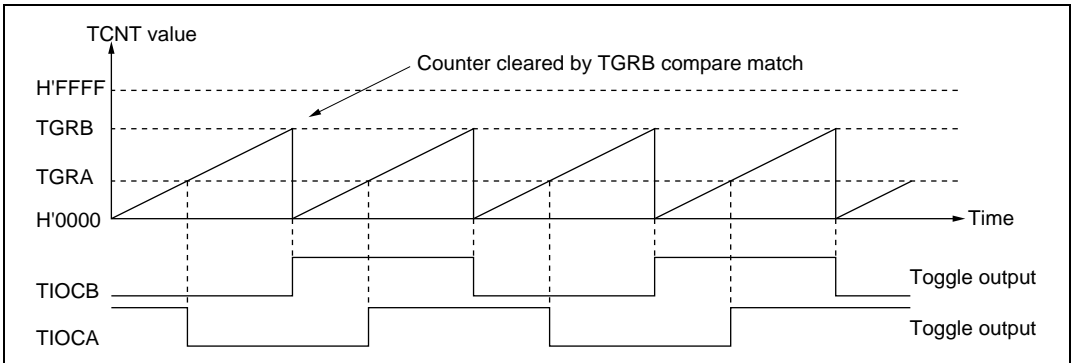 TCNT value
Counter cleared by TGRB compare match
H'FFFF
TGRB
TGRA
H'0000
Time
TIOCB
Toggle output
TIOCA
Toggle output